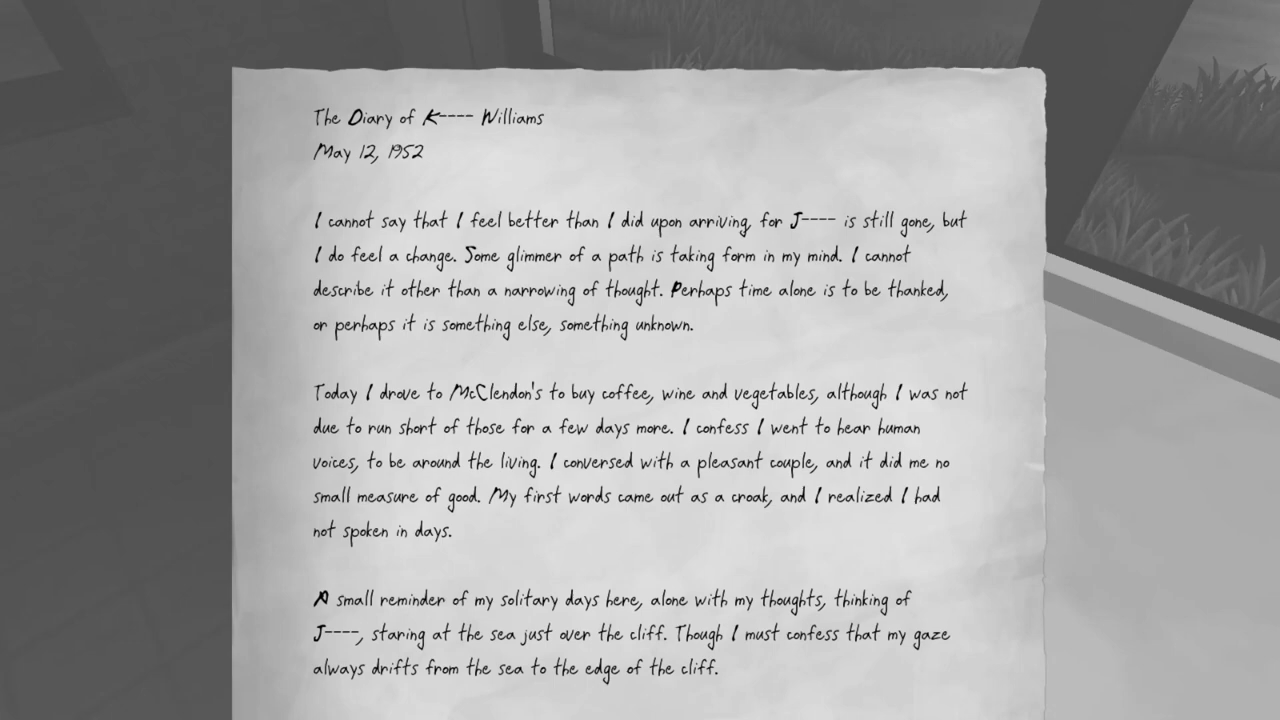 The Diary of K---- Williams
May 12, 1952
I cannot say that I feel better than I did upon arriving, for J---- is still gone, but
I do feel a change. Some glimmer of a path is taking form in my mind. I cannot
describe it other than a narrowing of thought. Perhaps time alone is to be thanked,
or perhaps it is something else, something unknown.
Today I drove to McClendon's to buy coffee, wine and vegetables, although I was not
due to run short of those for a few days more. I confess I went to hear human
voices, to be around the living. I conversed with a pleasant couple, and it did me no
small measure of good. My first words came out as a croak, and I realized I had
not spoken in days.
A small reminder of my solitary days here, alone with my thoughts, thinking of
J----, staring at the sea just over the cliff. Though I must confess that my gaze
always drifts from the sea to the edge of the cliff.